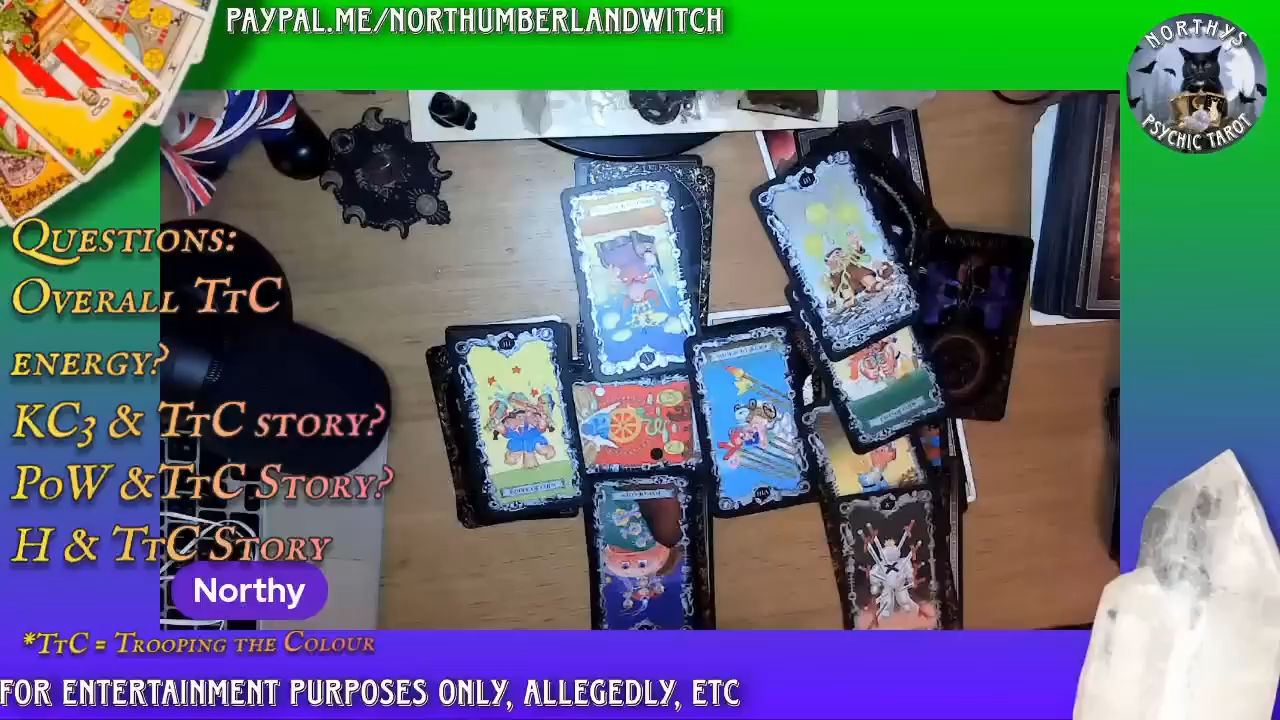 PAYPAL.ME/NORTHUMBERLANDWITCH
NORTHYS
PSYCHIC TAROT
QUESTIONS:
OVERALL TTC
ENERGY?
KC3 & TTC STORY?
POW & TTC STORY?
H & TTC STORY
Northy
*TTC = TROOPING THE COLOUR
FOR ENTERTAINMENT PURPOSES ONLY, ALLEGEDLY, ETC